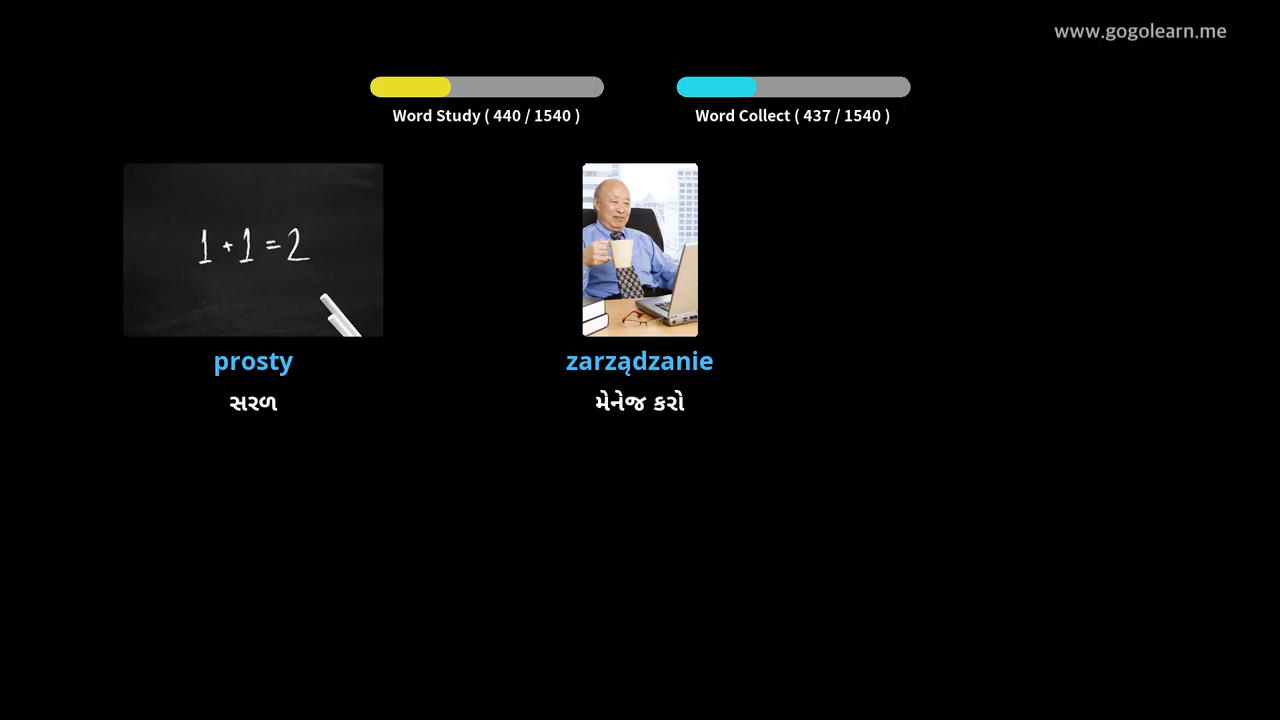 www.gogolearn.me
Word Study ( 440 / 1540 )
Word Collect ( 437 / 1540 )
1 + 1 = 2
prosty
zarządzanie
સરળ
મેનેજ કરો